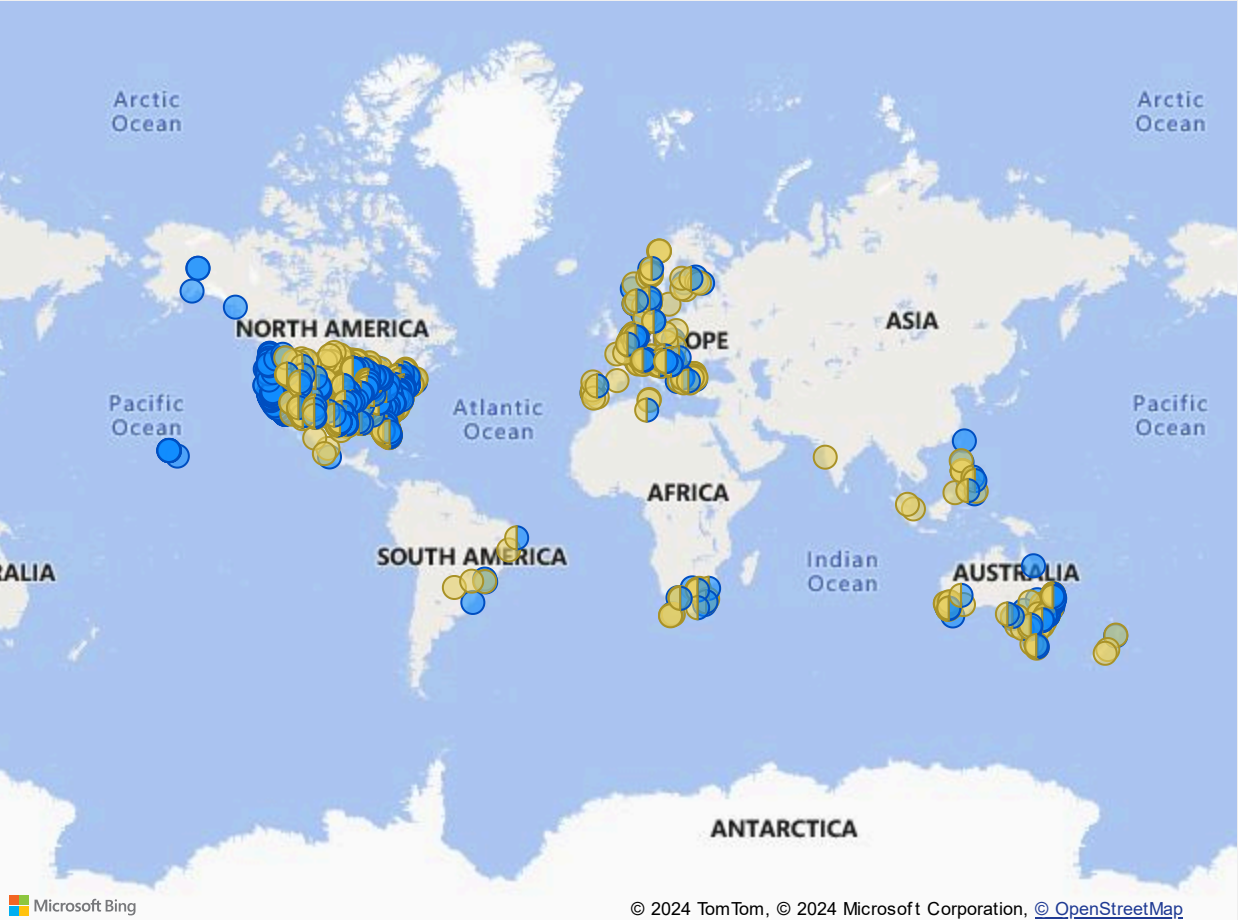 Arctic
Ocean
Arctic
Ocean
NORTH AMERICA
ASIA
OPE
Pacific
Ocean
Atlantic
Ocean
Pacific
Ocean
AFRICA
SOUTH AMERICA
Indian
Ocean
RALIA
AUSTRALIA
ANTARCTICA
Microsoft Bing
© 2024 TomTom, © 2024 Microsoft Corporation, © OpenStreetMap